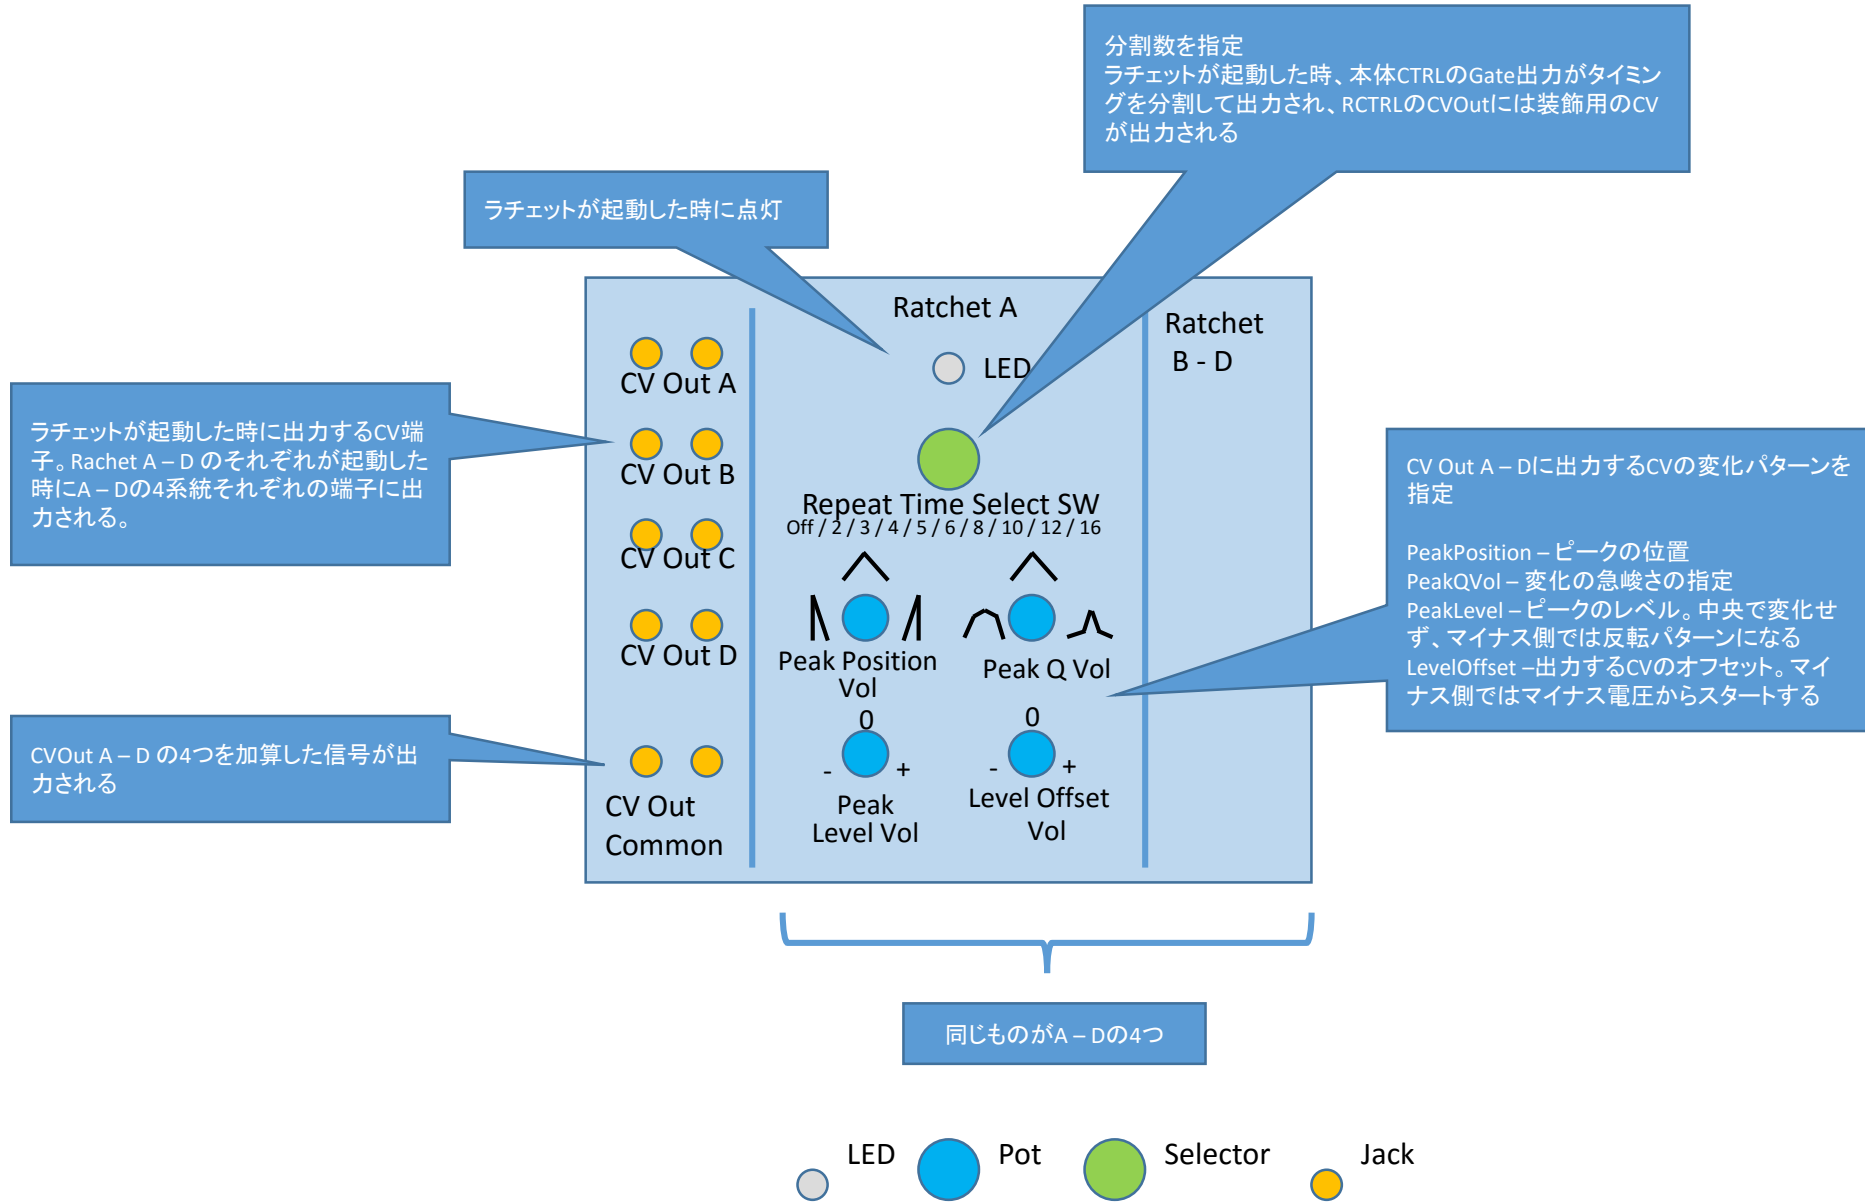 分割数を指定
ラチェットが起動した時、本体CTRLのGate出力がタイミン
グを分割して出力され、RCTRLのCVOutには装飾用のCV
が出力される
ラチェットが起動した時に点灯
Ratchet A
Ratchet
B - D
LED
CV Out A
ラチェットが起動した時に出力するCV端
子。Rachet A – D のそれぞれが起動した
時にA – Dの4系統それぞれの端子に出
力される。
CV Out B
CV Out C
CV Out D
Repeat Time Select SW
Off / 2 / 3 / 4 / 5 / 6 / 8 / 10 / 12 / 16
CV Out A – Dに出力するCVの変化パターンを
指定
PeakPosition – ピークの位置
PeakQVol – 変化の急峻さの指定
PeakLevel – ピークのレベル。中央で変化せ
ず、マイナス側では反転パターンになる
LevelOffset –出力するCVのオフセット。マイ
ナス側ではマイナス電圧からスタートする
Peak Position
Vol
Peak Q Vol
0
0
- +
- +
Peak
Level Vol
Level Offset
Vol
CVOut A – D の4つを加算した信号が出
力される
CV Out
Common
同じものがA – Dの4つ
LED
Pot
Selector
Jack